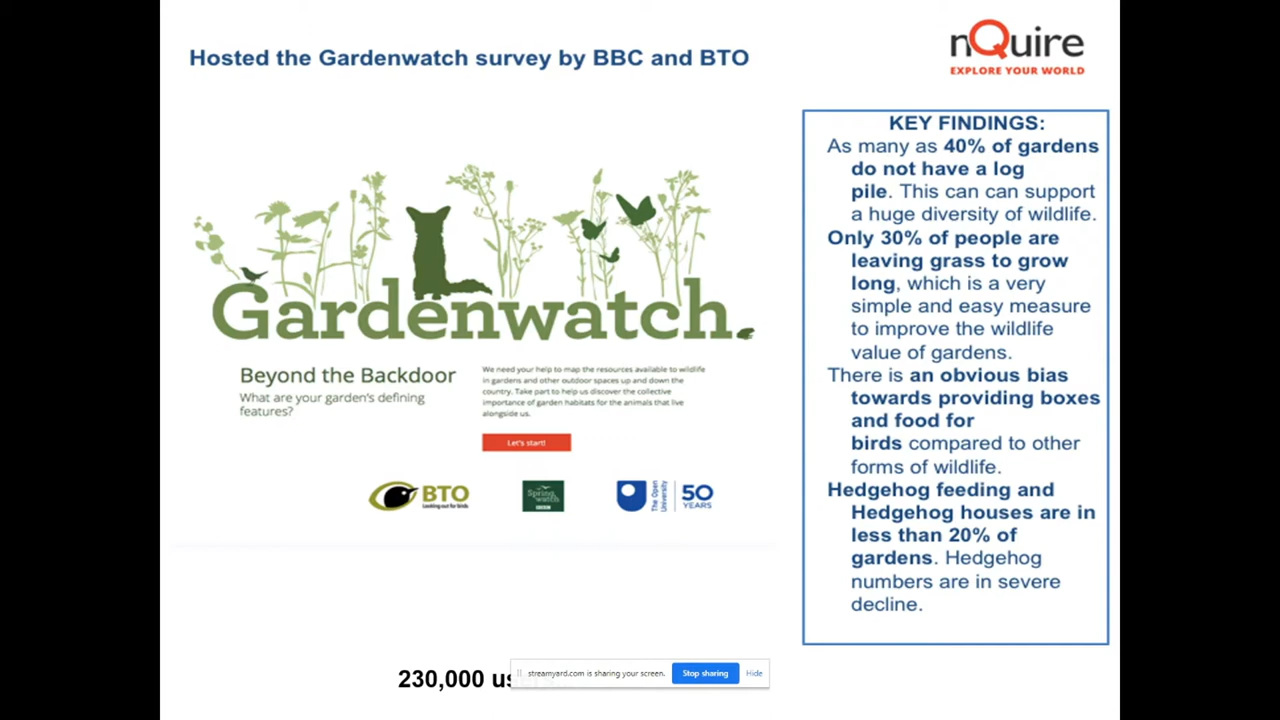 Hosted the Gardenwatch survey by BBC and BTO
nQuire
EXPLORE YOUR WORLD
Gardenwatch
Beyond the Backdoor
What are your garden's defining
features?
We need your help to map the resources available to wildlife
in gardens and other outdoor spaces up and down the
country. Take part to help us discover the collective
importance of garden habitats for the animals that live
alongside us.
Let's start!
BTO
Looking out for birds
Spring
watch
BBC
The Open
University
50
YEARS
KEY FINDINGS:
As many as 40% of gardens
do not have a log
pile. This can can support
a huge diversity of wildlife.
Only 30% of people are
leaving grass to grow
long, which is a very
simple and easy measure
to improve the wildlife
value of gardens.
There is an obvious bias
towards providing boxes
and food for
birds compared to other
forms of wildlife.
Hedgehog feeding and
Hedgehog houses are in
less than 20% of
gardens. Hedgehog
numbers are in severe
decline.
230,000
streamyard.com is sharing your screen.
Stop sharing
Hide